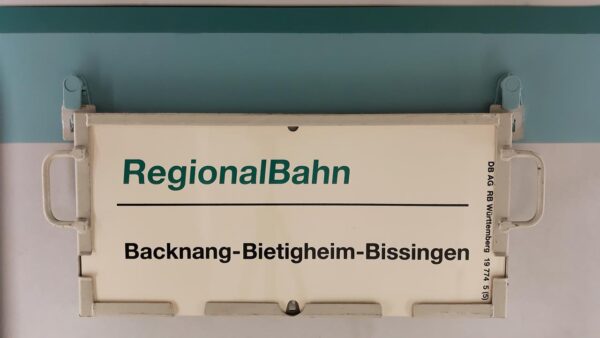 RegionalBahn
Backnang-Bietigheim-Bissingen
DB AG RB Württemberg 19 774 5 (5)